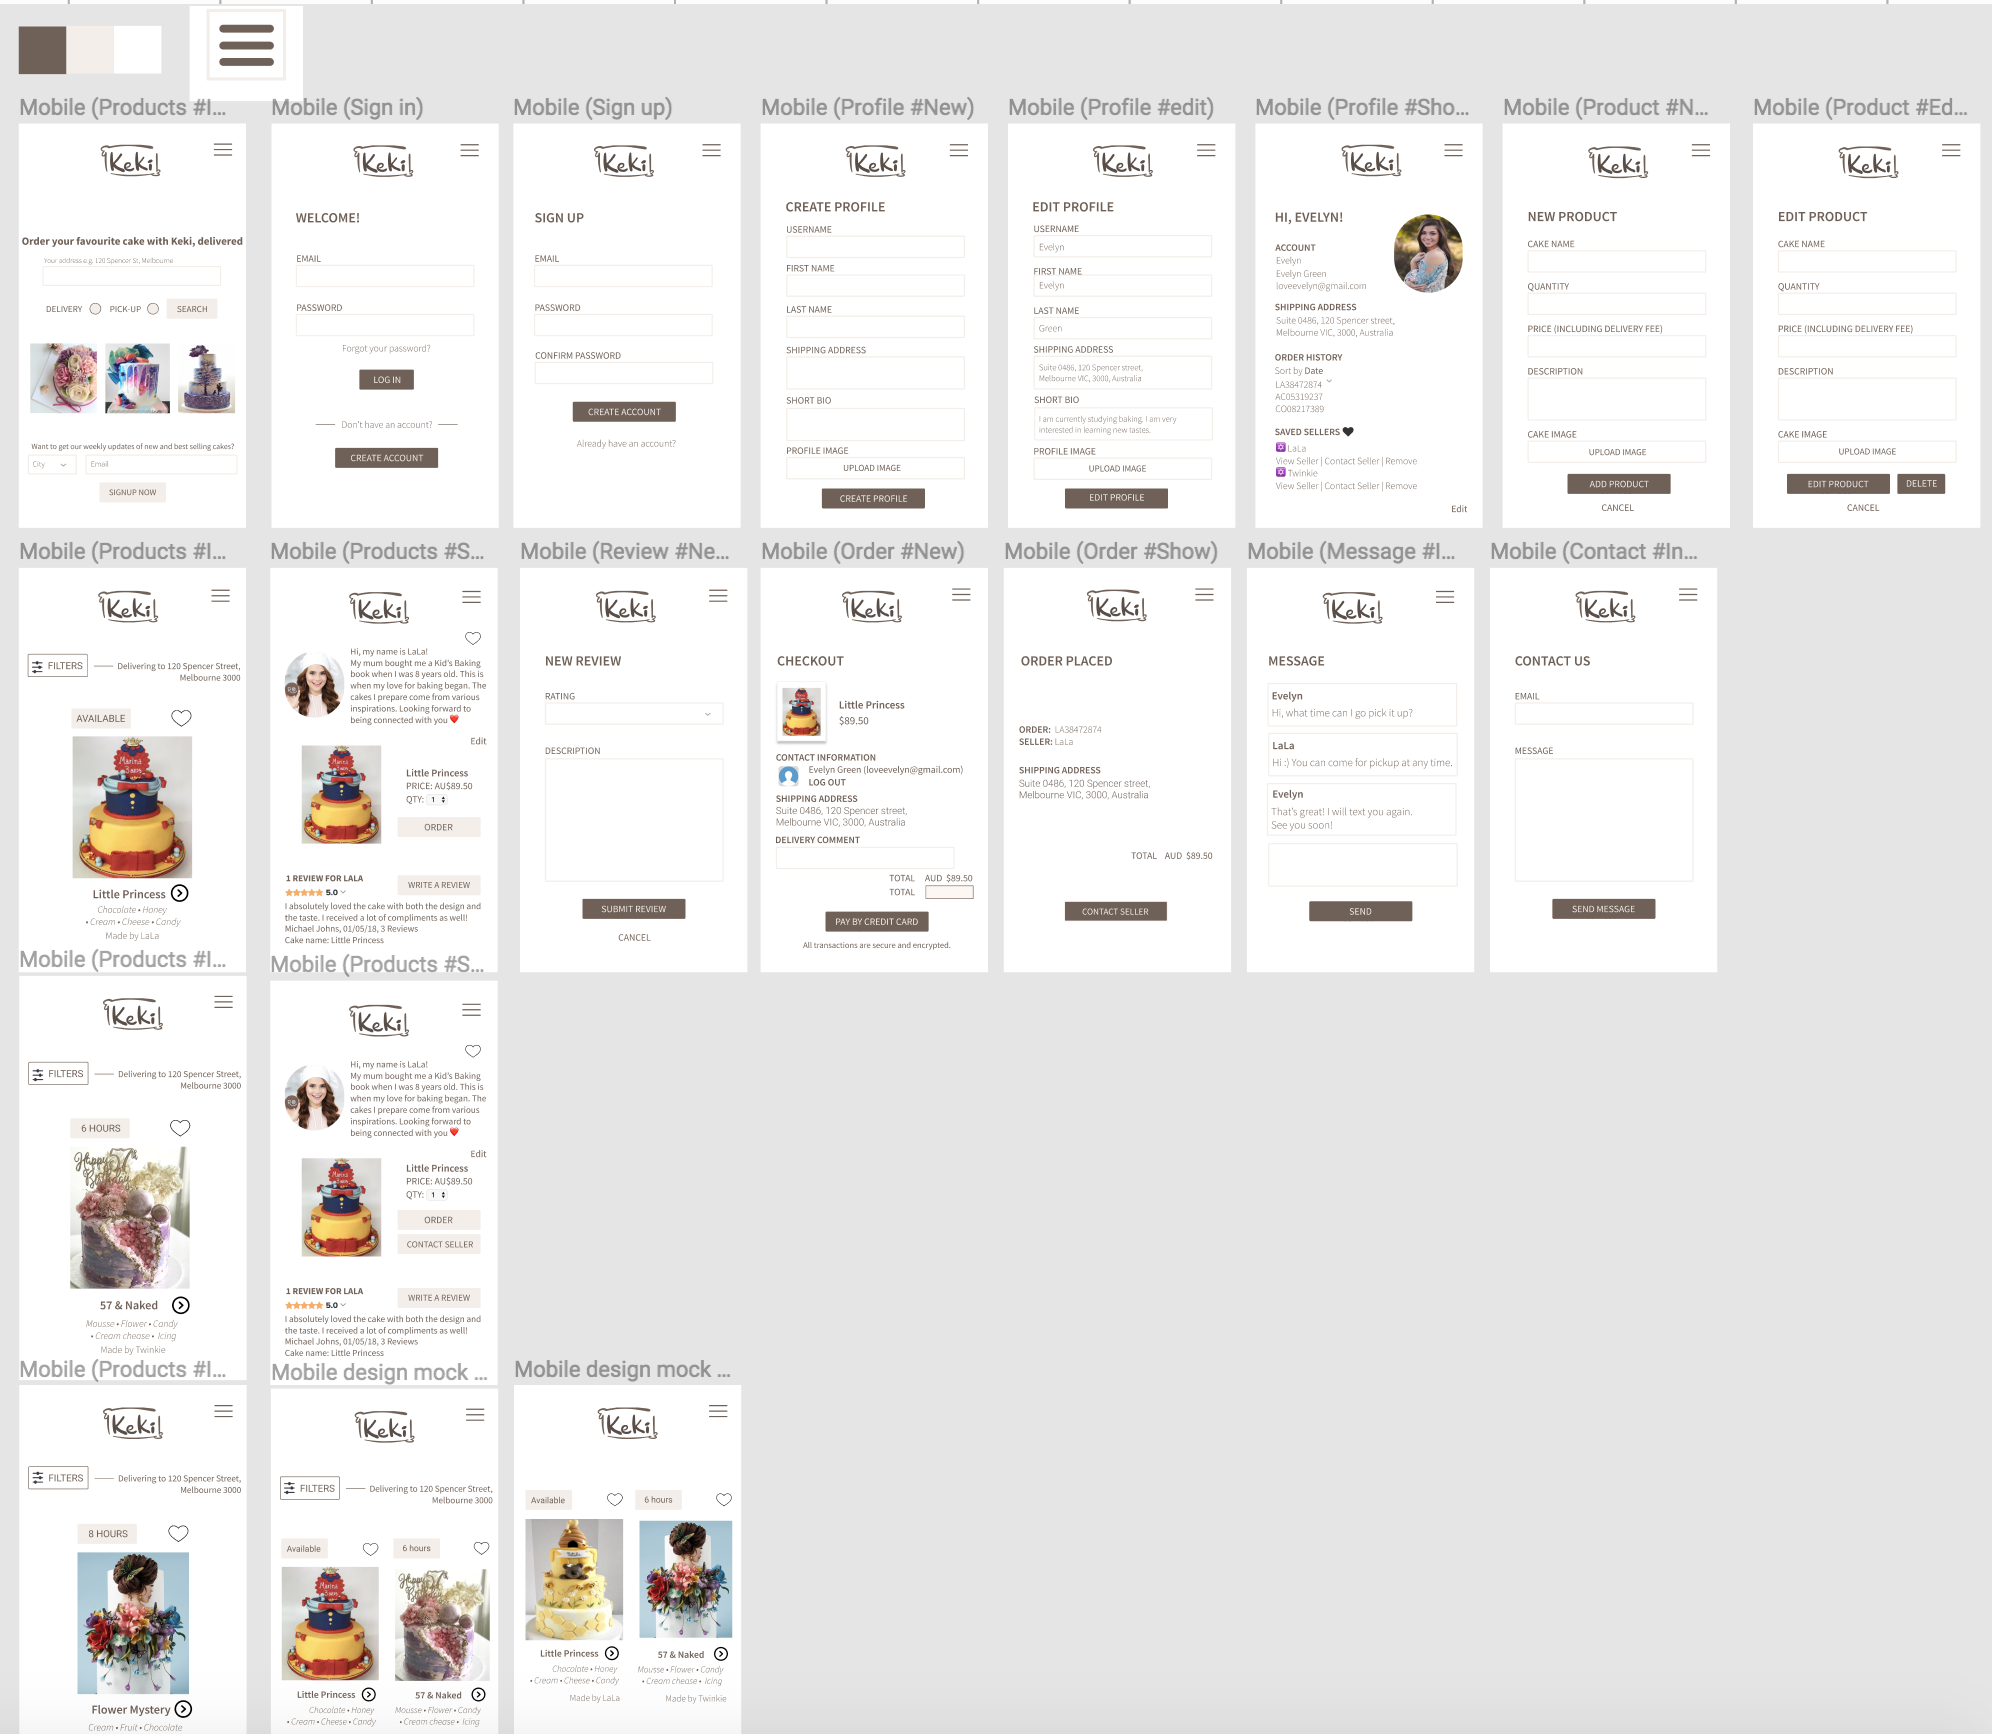 Mobile (Products #I...
Mobile (Sign in)
Mobile (Sign up)
Mobile (Profile #New)
Mobile (Profile #edit)
Mobile (Profile #Sho...
Mobile (Product #N...
Mobile (Product #Ed...
Keki
Order your favourite cake with Keki, delivered
Your address e.g. 120 Spencer St, Melbourne
DELIVERY PICK-UP SEARCH
Want to get our weekly updates of new and best selling cakes?
City Email
SIGNUP NOW
Keki
WELCOME!
EMAIL
PASSWORD
Forgot your password?
LOG IN
Don't have an account?
CREATE ACCOUNT
Keki
SIGN UP
EMAIL
PASSWORD
CONFIRM PASSWORD
CREATE ACCOUNT
Already have an account?
Keki
CREATE PROFILE
USERNAME
FIRST NAME
LAST NAME
SHIPPING ADDRESS
SHORT BIO
PROFILE IMAGE
UPLOAD IMAGE
CREATE PROFILE
Keki
EDIT PROFILE
USERNAME
Evelyn
FIRST NAME
Evelyn
LAST NAME
Green
SHIPPING ADDRESS
Suite 0486, 120 Spencer street,
Melbourne VIC, 3000, Australia
SHORT BIO
I am currently studying baking. I am very
interested in learning new tastes.
PROFILE IMAGE
UPLOAD IMAGE
EDIT PROFILE
Keki
HI, EVELYN!
ACCOUNT
Evelyn
Evelyn Green
loveevelyn@gmail.com
SHIPPING ADDRESS
Suite 0486, 120 Spencer street,
Melbourne VIC, 3000, Australia
ORDER HISTORY
Sort by Date
LA38472874
AC05319237
CO08217389
SAVED SELLERS
LaLa
View Seller | Contact Seller | Remove
Twinkie
View Seller | Contact Seller | Remove
Edit
Keki
NEW PRODUCT
CAKE NAME
QUANTITY
PRICE (INCLUDING DELIVERY FEE)
DESCRIPTION
CAKE IMAGE
UPLOAD IMAGE
ADD PRODUCT
CANCEL
Keki
EDIT PRODUCT
CAKE NAME
QUANTITY
PRICE (INCLUDING DELIVERY FEE)
DESCRIPTION
CAKE IMAGE
UPLOAD IMAGE
EDIT PRODUCT DELETE
CANCEL
Mobile (Products #I...
Mobile (Products #S...
Mobile (Review #Ne...
Mobile (Order #New)
Mobile (Order #Show)
Mobile (Message #I...
Mobile (Contact #In...
Keki
FILTERS Delivering to 120 Spencer Street,
Melbourne 3000
AVAILABLE
Little Princess
Chocolate • Honey
• Cream • Cheese • Candy
Made by LaLa
Keki
Hi, my name is LaLa!
My mum bought me a Kid's Baking
book when I was 8 years old. This is
when my love for baking began. The
cakes I prepare come from various
inspirations. Looking forward to
being connected with you ❤️
Edit
Little Princess
PRICE: AU$89.50
QTY: 1
ORDER
1 REVIEW FOR LALA
5.0
WRITE A REVIEW
I absolutely loved the cake with both the design and
the taste. I received a lot of compliments as well!
Michael Johns, 01/05/18, 3 Reviews
Cake name: Little Princess
Keki
NEW REVIEW
RATING
DESCRIPTION
SUBMIT REVIEW
CANCEL
Keki
CHECKOUT
Little Princess
$89.50
CONTACT INFORMATION
Evelyn Green (loveevelyn@gmail.com)
LOG OUT
SHIPPING ADDRESS
Suite 0486, 120 Spencer street,
Melbourne VIC, 3000, Australia
DELIVERY COMMENT
TOTAL AUD $89.50
TOTAL
PAY BY CREDIT CARD
All transactions are secure and encrypted.
Keki
ORDER PLACED
ORDER: LA38472874
SELLER: LaLa
SHIPPING ADDRESS
Suite 0486, 120 Spencer street,
Melbourne VIC, 3000, Australia
TOTAL AUD $89.50
CONTACT SELLER
Keki
MESSAGE
Evelyn
Hi, what time can I go pick it up?
LaLa
Hi :) You can come for pickup at any time.
Evelyn
That's great! I will text you again.
See you soon!
SEND
Keki
CONTACT US
EMAIL
MESSAGE
SEND MESSAGE
Mobile (Products #I...
Mobile (Products #S...
Keki
FILTERS Delivering to 120 Spencer Street,
Melbourne 3000
6 HOURS
Happy 57th Birthday
57 & Naked
Mousse • Flower • Candy
• Cream chease • Icing
Made by Twinkie
Keki
Hi, my name is LaLa!
My mum bought me a Kid's Baking
book when I was 8 years old. This is
when my love for baking began. The
cakes I prepare come from various
inspirations. Looking forward to
being connected with you ❤️
Edit
Little Princess
PRICE: AU$89.50
QTY: 1
ORDER
CONTACT SELLER
1 REVIEW FOR LALA
5.0
WRITE A REVIEW
I absolutely loved the cake with both the design and
the taste. I received a lot of compliments as well!
Michael Johns, 01/05/18, 3 Reviews
Cake name: Little Princess
Mobile (Products #I...
Mobile design mock ...
Mobile design mock ...
Keki
FILTERS Delivering to 120 Spencer Street,
Melbourne 3000
8 HOURS
Flower Mystery
Cream • Fruit • Chocolate
Keki
FILTERS Delivering to 120 Spencer Street,
Melbourne 3000
Available 6 hours
Little Princess 57 & Naked
Chocolate • Honey Mousse • Flower • Candy
• Cream • Cheese • Candy • Cream chease • Icing
Keki
Available 6 hours
Little Princess 57 & Naked
Chocolate • Honey Mousse • Flower • Candy
• Cream • Cheese • Candy • Cream chease • Icing
Made by LaLa Made by Twinkie